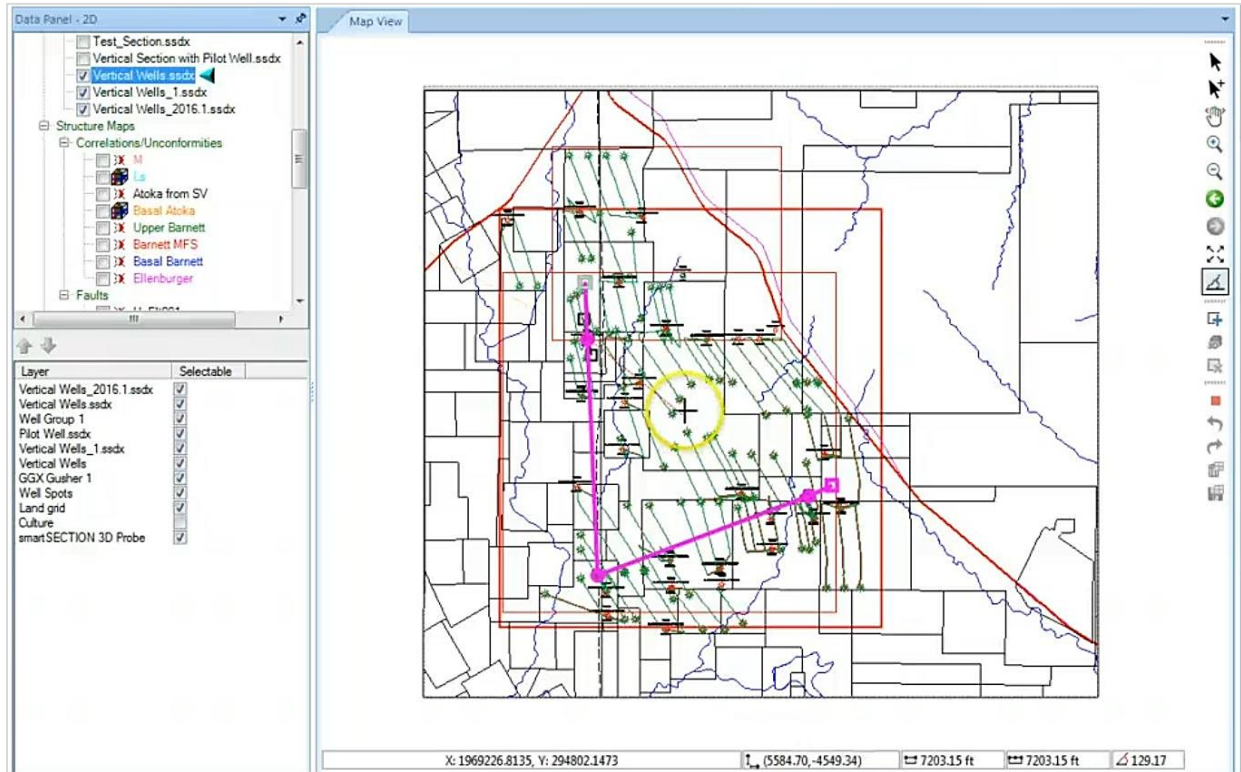 Data Panel - 2D
Map View
Test_Section.ssdx
Vertical Section with Pilot Well.ssdx
Vertical Wells.ssdx
Vertical Wells_1.ssdx
Vertical Wells_2016.1.ssdx
Structure Maps
Correlations/Unconformities
M
Ls
Atoka from SV
Basal Atoka
Upper Barnett
Barnett MFS
Basal Barnett
Ellenburger
Faults
Layer Selectable
Vertical Wells_2016.1.ssdx
Vertical Wells.ssdx
Well Group 1
Pilot Well.ssdx
Vertical Wells_1.ssdx
Vertical Wells
GGX Gusher 1
Well Spots
Land grid
Culture
smartSECTION 3D Probe
X: 1969226.8135, Y: 294802.1473 (5584.70,-4549.34) 7203.15 ft 7203.15 ft 129.17